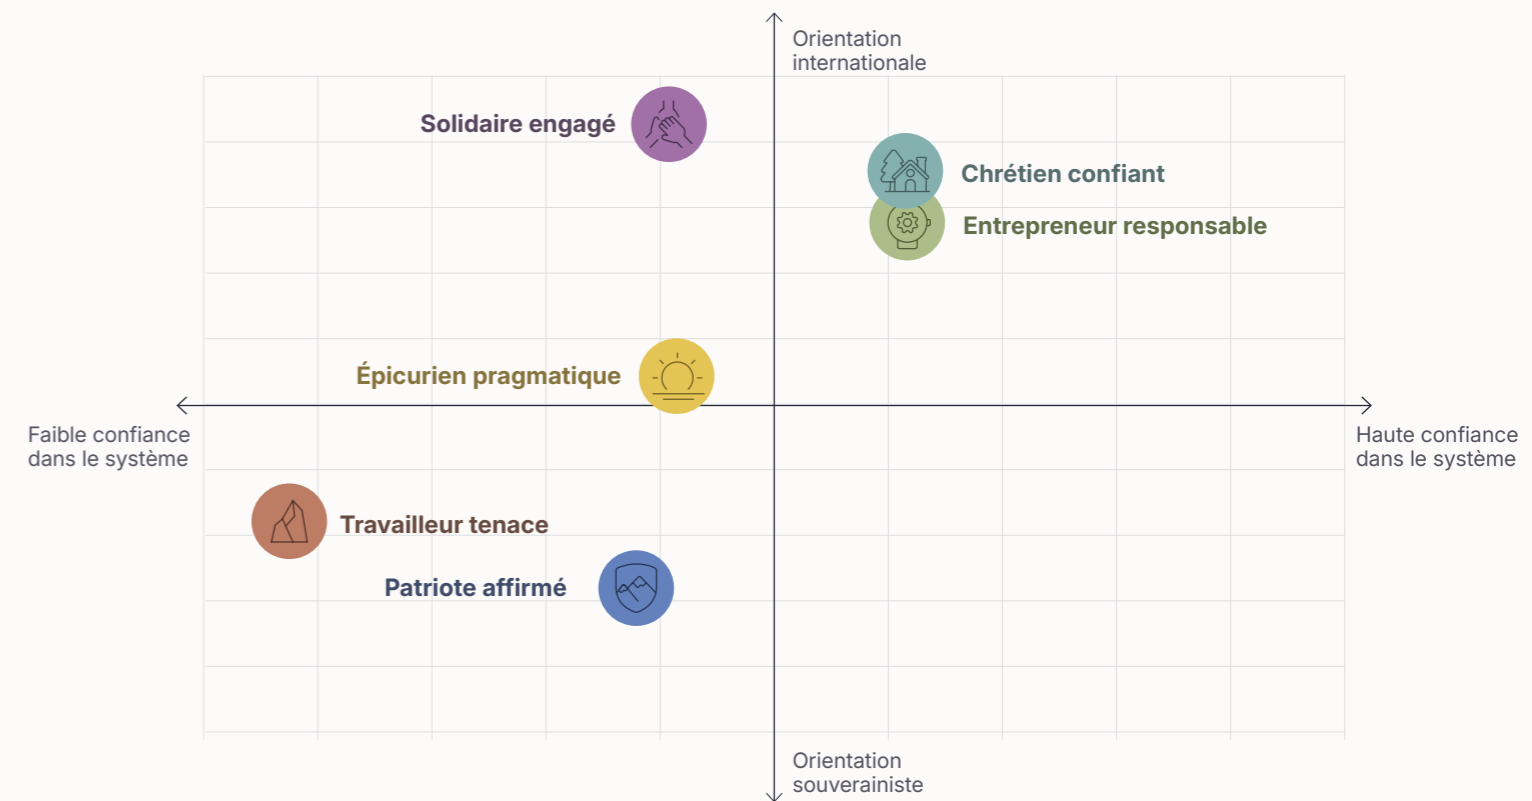 Orientation
internationale
Solidaire engagé
Chrétien confiant
Entrepreneur responsable
Épicurien pragmatique
Faible confiance
dans le système
Haute confiance
dans le système
Travailleur tenace
Patriote affirmé
Orientation
souverainiste